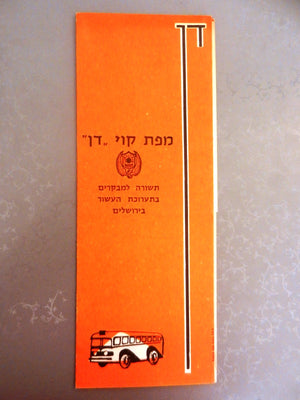 דן
מפת קוי „דן"
תשורה למבקרים
בתערוכת העשור
בירושלים